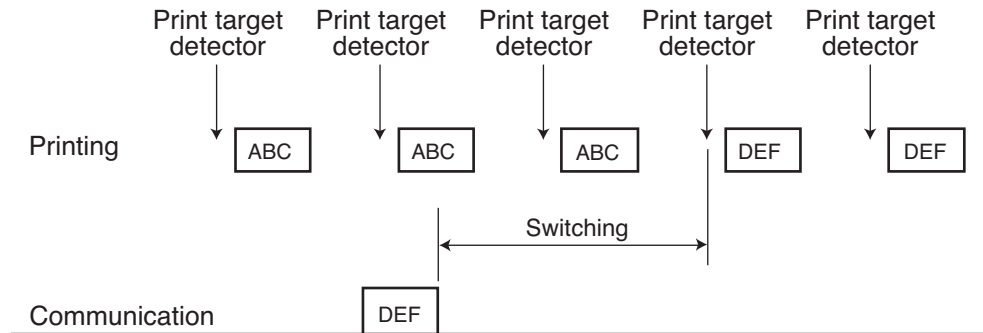 Print target Print target Print target Print target Print target
detector detector detector detector detector
Printing ABC ABC ABC DEF DEF
Switching
Communication DEF